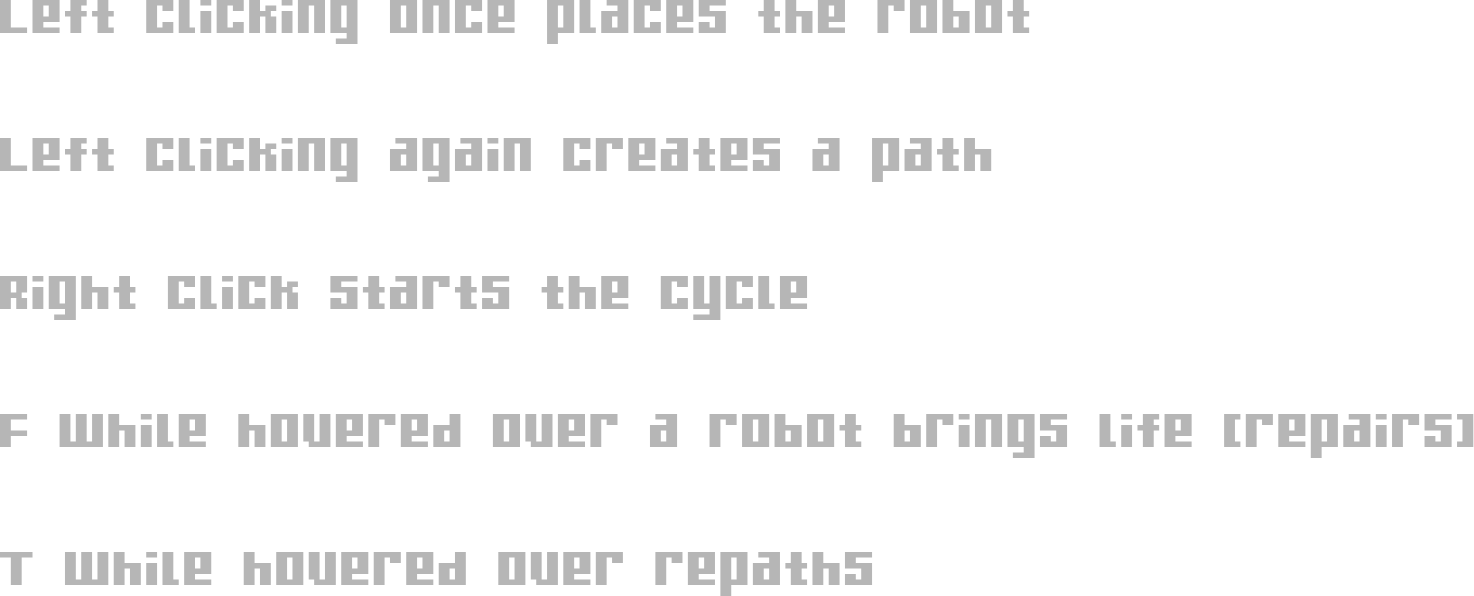 Left clicking once places the robot
Left clicking again creates a path
Right click starts the cycle
F while hovered over a robot brings life (repairs)
T while hovered over repaths